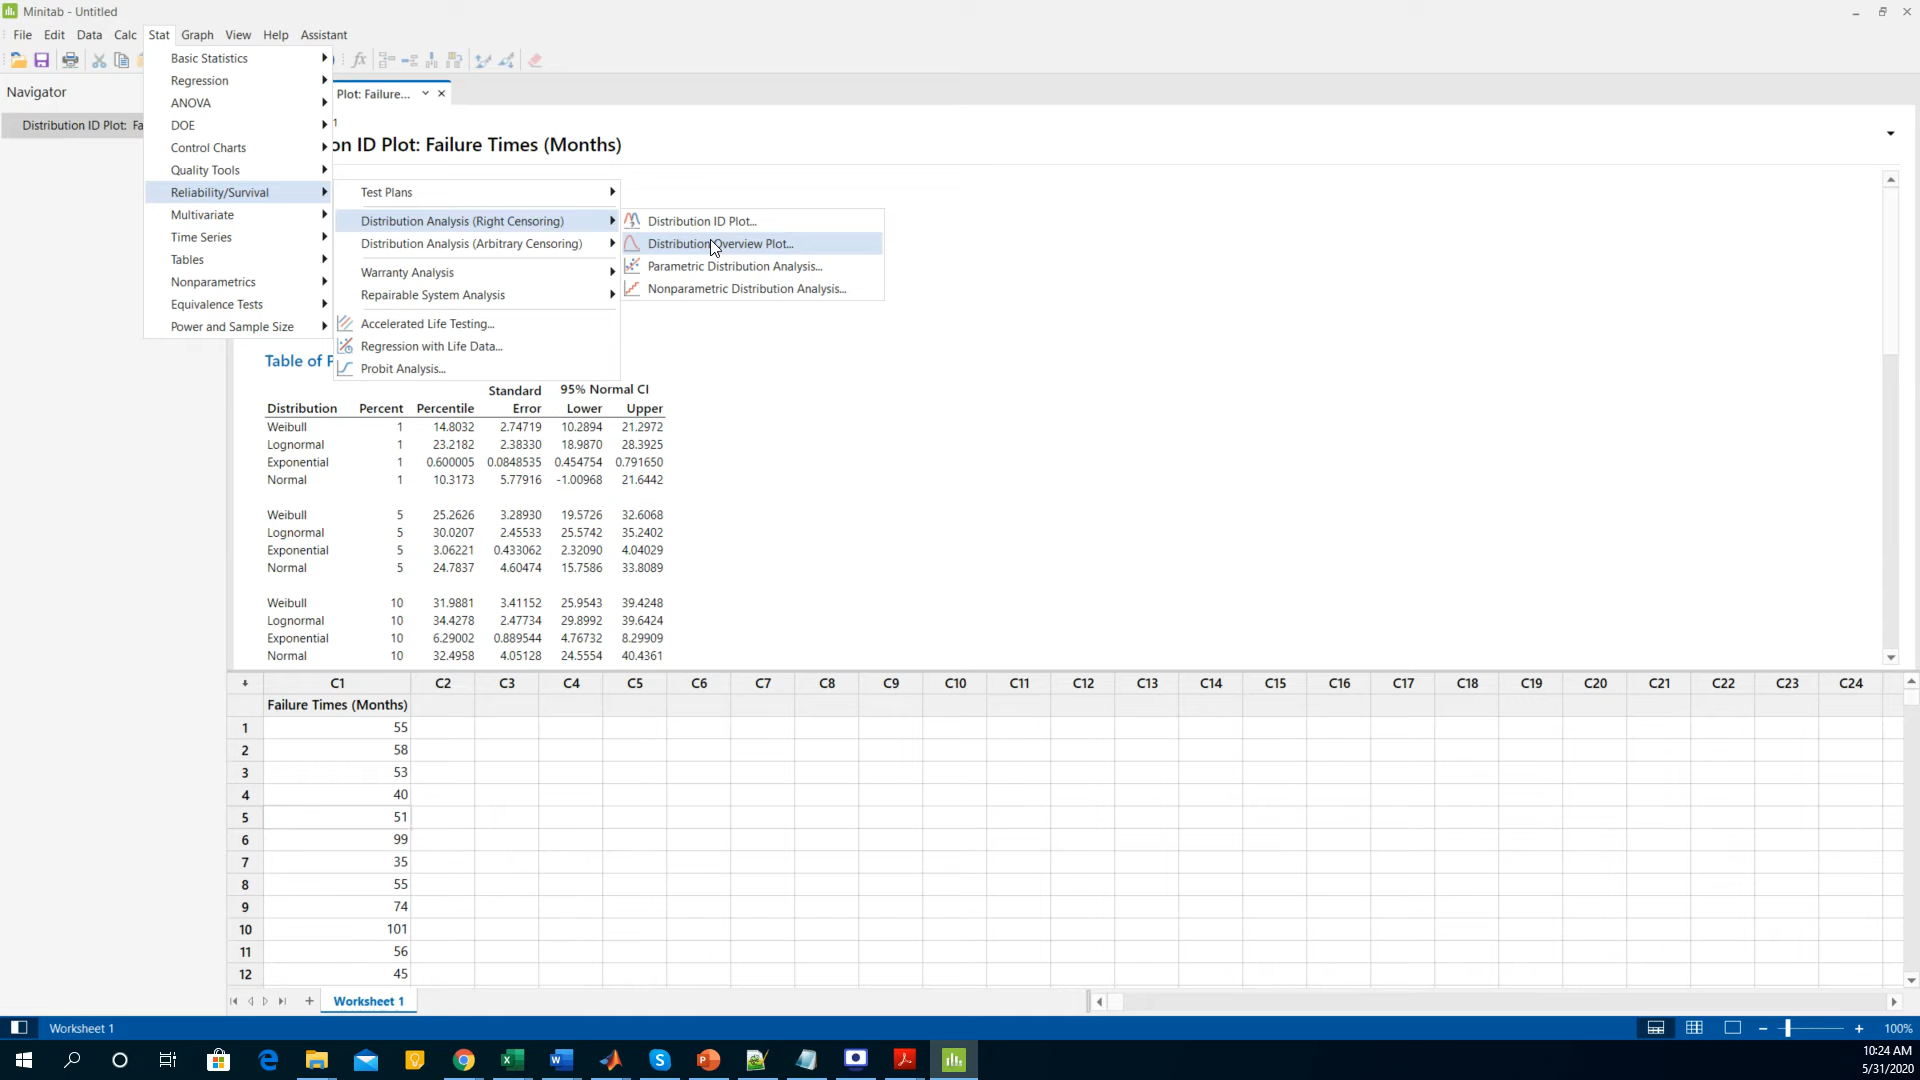 Minitab - Untitled
File Edit Data Calc Stat Graph View Help Assistant
Navigator
Distribution ID Plot: Fa
Basic Statistics
Regression
ANOVA
DOE
Control Charts
Quality Tools
Reliability/Survival
Multivariate
Time Series
Tables
Nonparametrics
Equivalence Tests
Power and Sample Size
Plot: Failure...
1
on ID Plot: Failure Times (Months)
Test Plans
Distribution Analysis (Right Censoring)
Distribution Analysis (Arbitrary Censoring)
Warranty Analysis
Repairable System Analysis
Accelerated Life Testing...
Regression with Life Data...
Probit Analysis...
Distribution ID Plot...
Distribution Overview Plot...
Parametric Distribution Analysis...
Nonparametric Distribution Analysis...
Table of P
Standard 95% Normal CI
Distribution Percent Percentile Error Lower Upper
Weibull 1 14.8032 2.74719 10.2894 21.2972
Lognormal 1 23.2182 2.38330 18.9870 28.3925
Exponential 1 0.600005 0.0848535 0.454754 0.791650
Normal 1 10.3173 5.77916 -1.00968 21.6442
Weibull 5 25.2626 3.28930 19.5726 32.6068
Lognormal 5 30.0207 2.45533 25.5742 35.2402
Exponential 5 3.06221 0.433062 2.32090 4.04029
Normal 5 24.7837 4.60474 15.7586 33.8089
Weibull 10 31.9881 3.41152 25.9543 39.4248
Lognormal 10 34.4278 2.47734 29.8992 39.6424
Exponential 10 6.29002 0.889544 4.76732 8.29909
Normal 10 32.4958 4.05128 24.5554 40.4361
C1 C2 C3 C4 C5 C6 C7 C8 C9 C10 C11 C12 C13 C14 C15 C16 C17 C18 C19 C20 C21 C22 C23 C24
Failure Times (Months)
1 55
2 58
3 53
4 40
5 51
6 99
7 35
8 55
9 74
10 101
11 56
12 45
Worksheet 1
Worksheet 1
100%
10:24 AM
5/31/2020